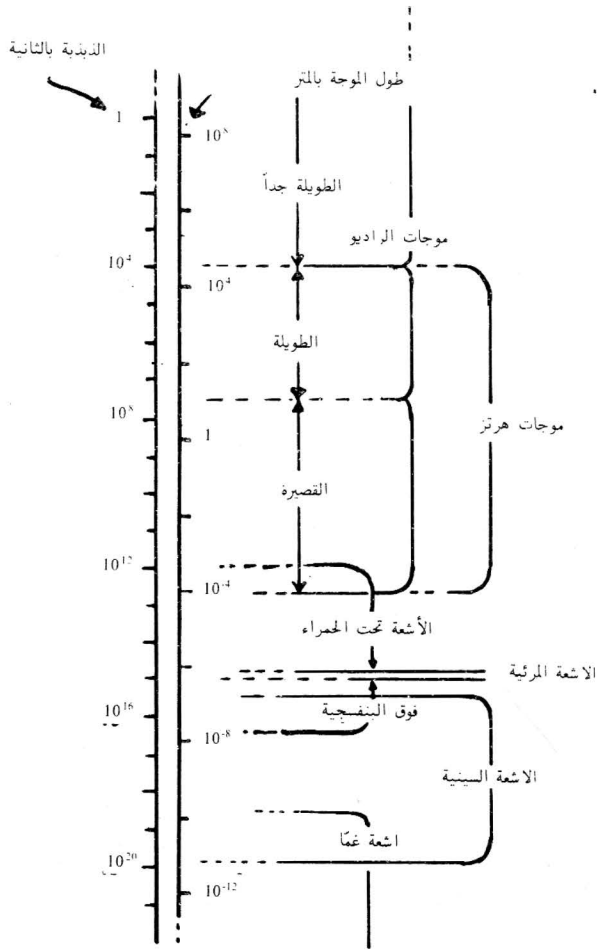 الذبذبة بالثانية
طول الموجة بالمتر
1
10⁸
الطويلة جداً
موجات الراديو
10⁴
10⁴
الطويلة
10⁸
1
موجات هرتز
القصيرة
10¹²
10⁻⁴
الأشعة تحت الحمراء
الاشعة المرئية
10¹⁶
فوق البنفسجية
10⁻⁸
الاشعة السينية
اشعة غمّا
10²⁰
10⁻¹²